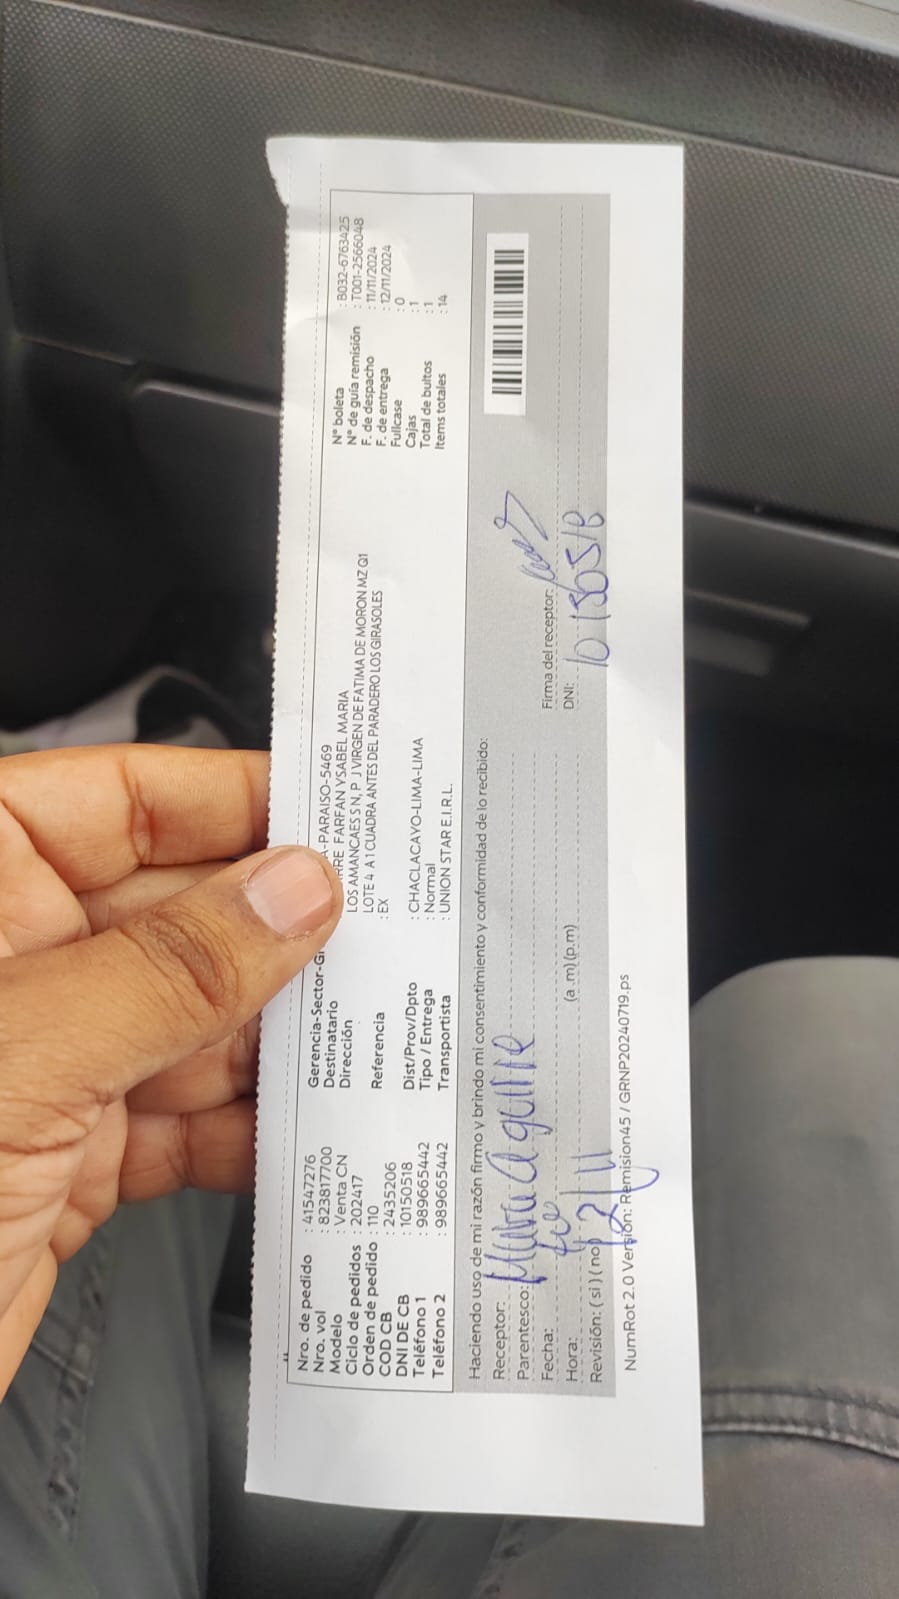 Nro. de pedido : 41547276
Nro. vol : 823817700
Modelo : Venta CN
Ciclo de pedidos : 202417
Orden de pedido : 110
COD CB : 2435206
DNI DE CB : 10150518
Teléfono 1 : 989665442
Teléfono 2 : 989665442
Gerencia-Sector-G A-PARAISO-5469
Destinatario RRE FARFAN YSABEL MARIA
Dirección LOS AMANCAES S N, P J VIRGEN DE FATIMA DE MORON MZ Q1
LOTE 4 A 1 CUADRA ANTES DEL PARADERO LOS GIRASOLES
Referencia : EX
Dist/Prov/Dpto : CHACLACAYO-LIMA-LIMA
Tipo / Entrega : Normal
Transportista : UNION STAR E.I.R.L.
N° boleta : B032-6763425
N° de guía remisión : T001-2566048
F. de despacho : 11/11/2024
F. de entrega : 12/11/2024
Fullcase : 0
Cajas : 1
Total de bultos : 1
Items totales : 14
Haciendo uso de mi razón firmo y brindo mi consentimiento y conformidad de lo recibido:
Receptor: Aguirre
Parentesco:
Fecha: 12/11
Hora: (a .m) (p.m)
Revisión: ( si ) ( no
Firma del receptor:
DNI:
NumRot 2.0 Versión: Remision45 / GRNP20240719.ps